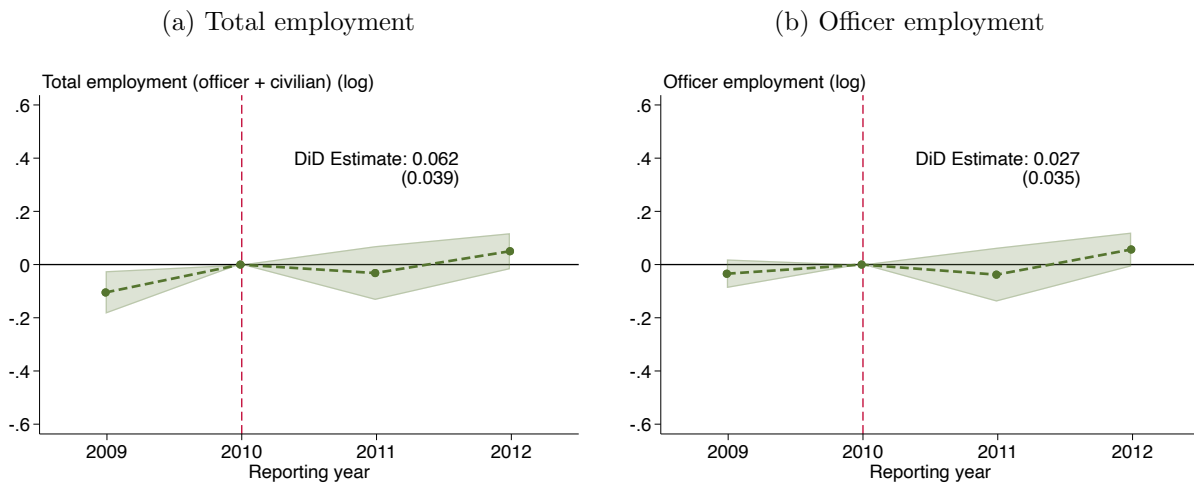 (a) Total employment
Total employment (officer + civilian) (log)
.6
.4
.2
0
-.2
-.4
-.6
DiD Estimate: 0.062
(0.039)
2009 2010 2011 2012
Reporting year
(b) Officer employment
Officer employment (log)
.6
.4
.2
0
-.2
-.4
-.6
DiD Estimate: 0.027
(0.035)
2009 2010 2011 2012
Reporting year